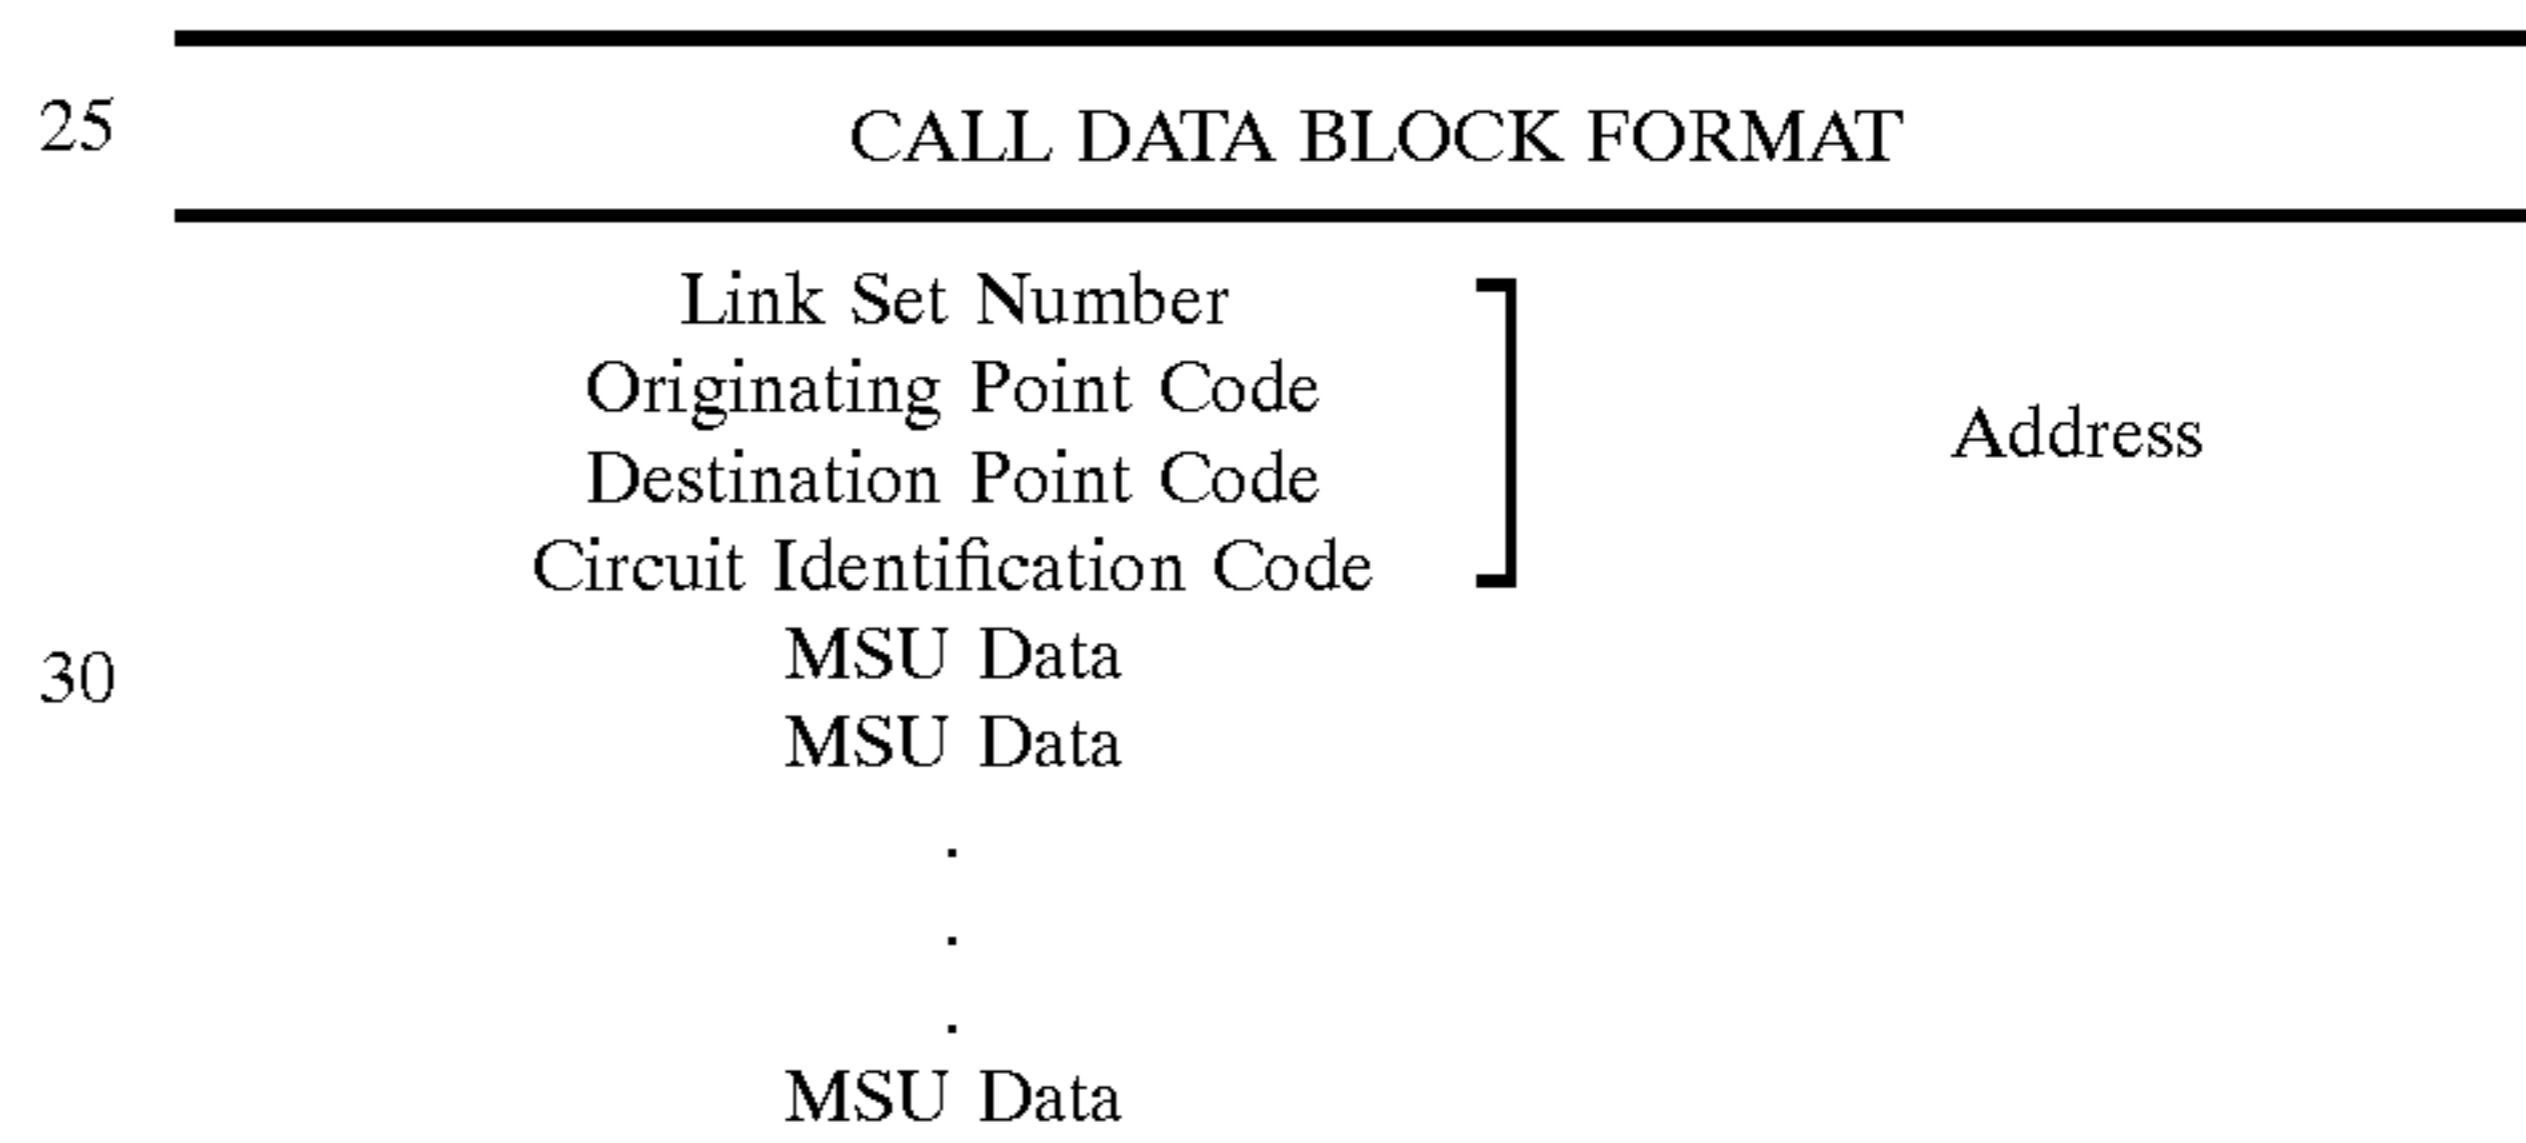 25 CALL DATA BLOCK FORMAT
Link Set Number
Originating Point Code
Address
Destination Point Code
Circuit Identification Code
30 MSU Data
MSU Data
.
.
.
MSU Data